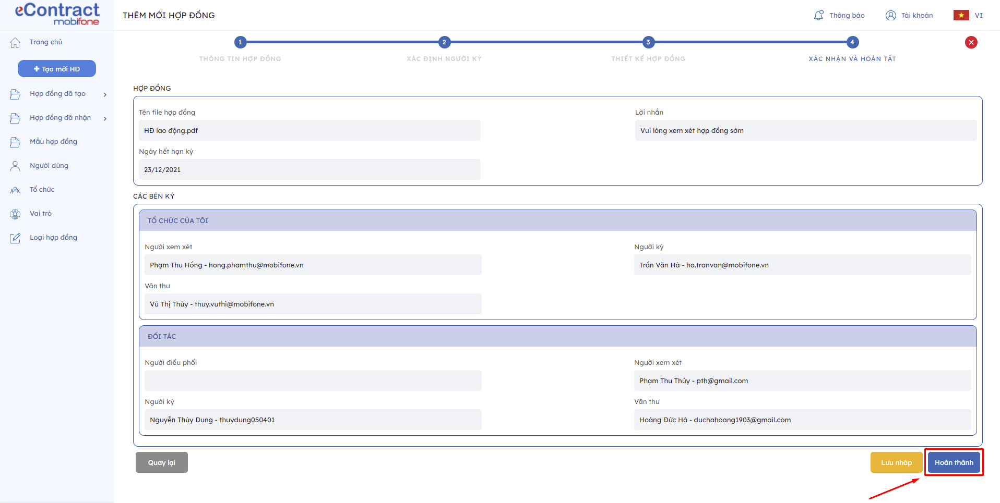 eContract
mobifone
THÊM MỚI HỢP ĐỒNG
Thông báo
Tài khoản
VI
Trang chủ
Tạo mới HĐ
Hợp đồng đã tạo
Hợp đồng đã nhận
Mẫu hợp đồng
Người dùng
Tổ chức
Vai trò
Loại hợp đồng
1
2
3
4
THÔNG TIN HỢP ĐỒNG
XÁC ĐỊNH NGƯỜI KÝ
THIẾT KẾ HỢP ĐỒNG
XÁC NHẬN VÀ HOÀN TẤT
HỢP ĐỒNG
Tên file hợp đồng
Lời nhắn
HĐ lao động.pdf
Vui lòng xem xét hợp đồng sớm
Ngày hết hạn ký
23/12/2021
CÁC BÊN KÝ
TỔ CHỨC CỦA TÔI
Người xem xét
Người ký
Phạm Thu Hồng - hong.phamthu@mobifone.vn
Trần Văn Hà - ha.tranvan@mobifone.vn
Văn thư
Vũ Thị Thùy - thuy.vuthi@mobifone.vn
ĐỐI TÁC
Người điều phối
Người xem xét
Phạm Thu Thủy - pth@gmail.com
Người ký
Văn thư
Nguyễn Thùy Dung - thuydung050401
Hoàng Đức Hà - duchahoang1903@gmail.com
Quay lại
Lưu nháp
Hoàn thành